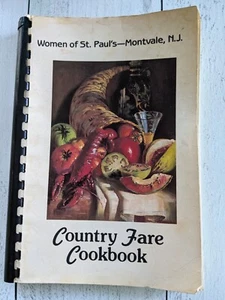 Women of St. Paul's—Montvale, N.J.
Country Fare
Cookbook